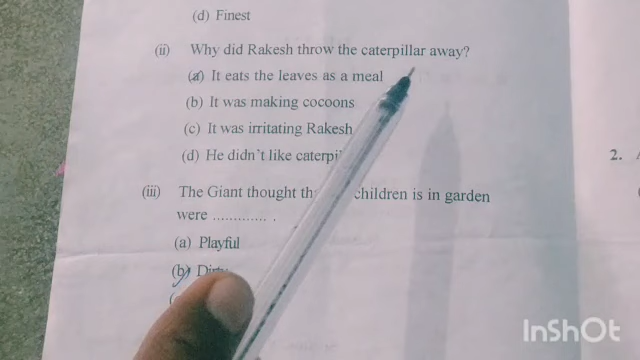 (d) Finest
(ii) Why did Rakesh throw the caterpillar away?
(a) It eats the leaves as a meal
(b) It was making cocoons
(c) It was irritating Rakesh
(d) He didn't like
2.
(iii) The Giant thought children is in garden
were ............. .
(a) Playful
(b) Dirty
InShOt